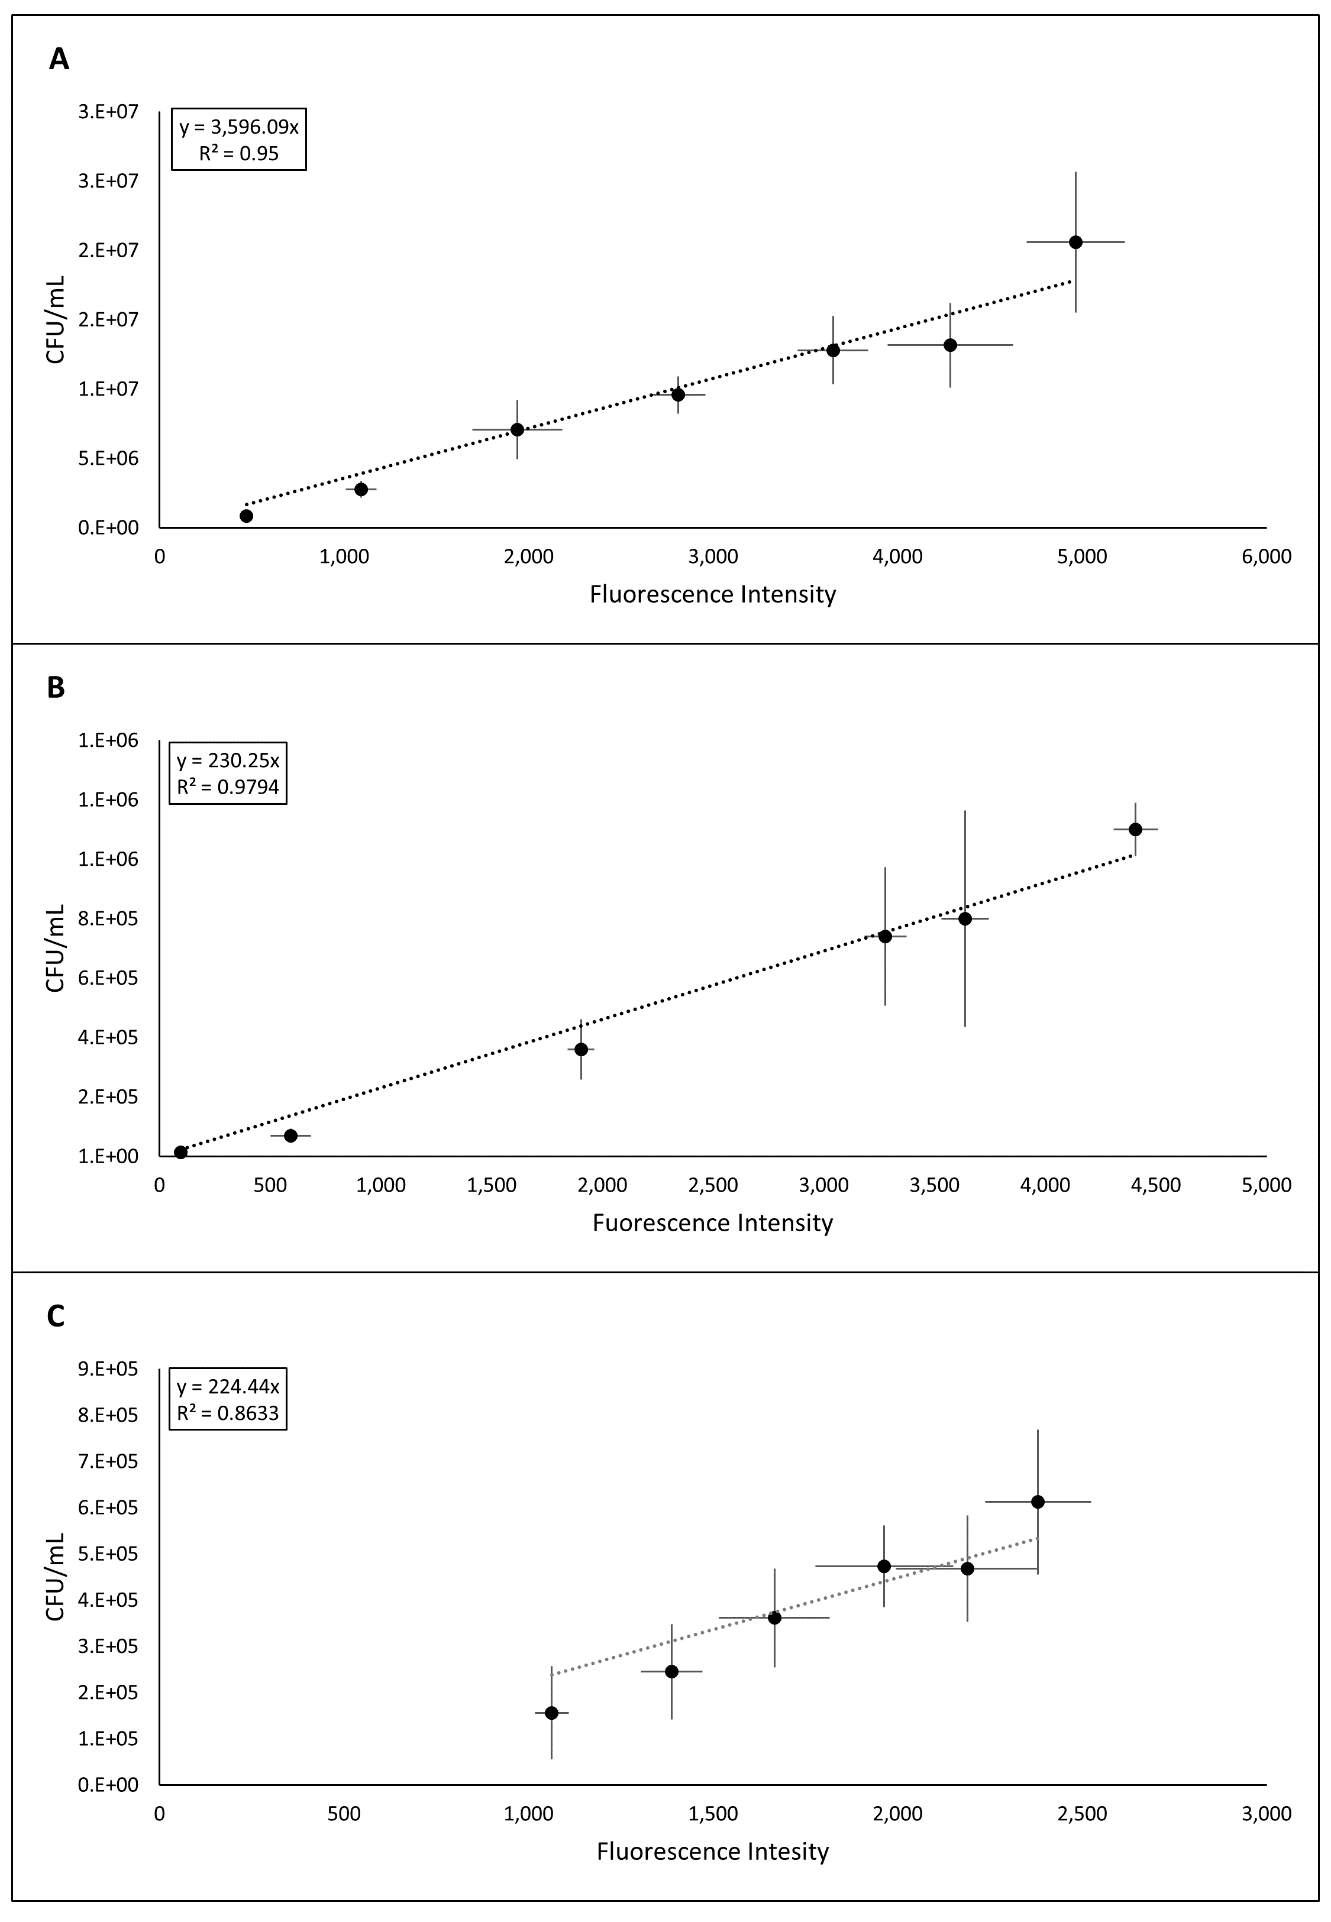 A
3.E+07
y = 3,596.09x
R² = 0.95
3.E+07
2.E+07
2.E+07
1.E+07
5.E+06
0.E+00
CFU/mL
0 1,000 2,000 3,000 4,000 5,000 6,000
Fluorescence Intensity
B
1.E+06
y = 230.25x
R² = 0.9794
1.E+06
1.E+06
8.E+05
6.E+05
4.E+05
2.E+05
1.E+00
CFU/mL
0 500 1,000 1,500 2,000 2,500 3,000 3,500 4,000 4,500 5,000
Fuorescence Intensity
C
9.E+05
y = 224.44x
R² = 0.8633
8.E+05
7.E+05
6.E+05
5.E+05
4.E+05
3.E+05
2.E+05
1.E+05
0.E+00
CFU/mL
0 500 1,000 1,500 2,000 2,500 3,000
Fluorescence Intesity